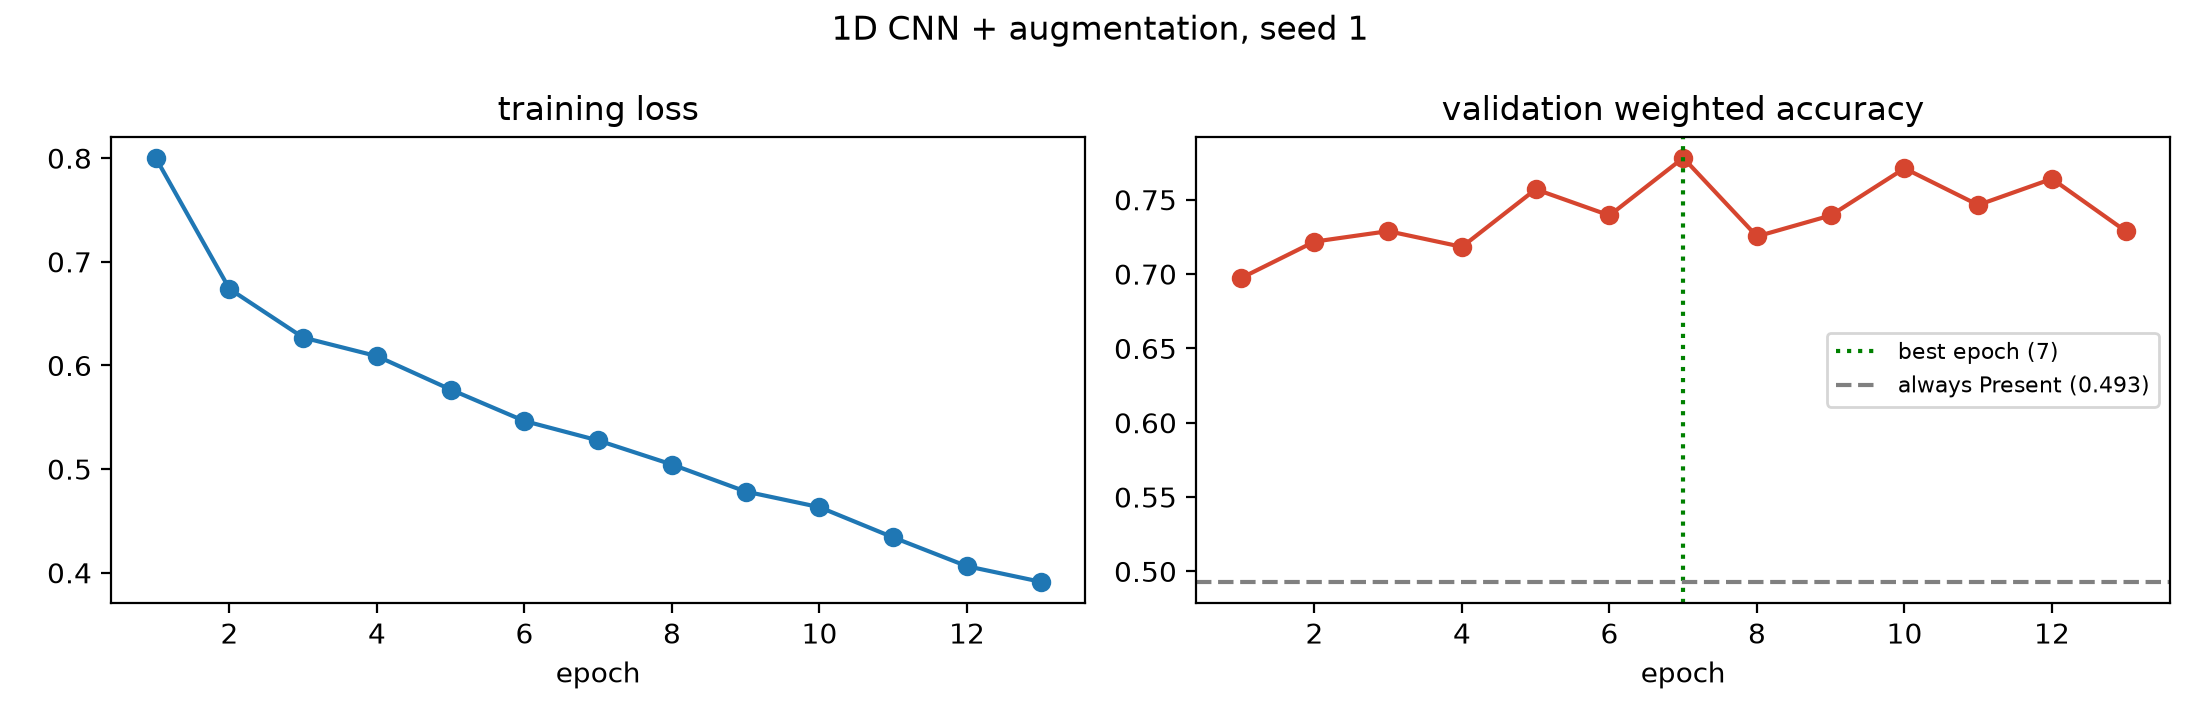 1D CNN + augmentation, seed 1
training loss
0.8
0.7
0.6
0.5
0.4
2 4 6 8 10 12
epoch
validation weighted accuracy
0.75
0.70
0.65
0.60
0.55
0.50
best epoch (7)
always Present (0.493)
2 4 6 8 10 12
epoch